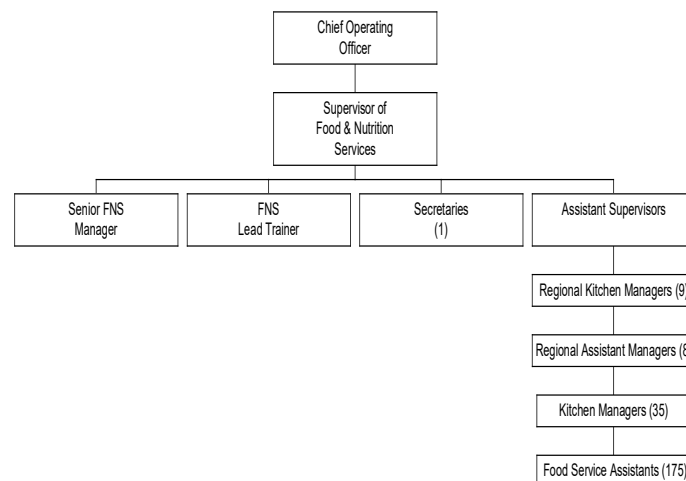 Chief Operating
Officer
Supervisor of
Food & Nutrition
Services
Senior FNS
Manager
FNS
Lead Trainer
Secretaries
(1)
Assistant Supervisors
Regional Kitchen Managers (9)
Regional Assistant Managers (8
Kitchen Managers (35)
Food Service Assistants (175)